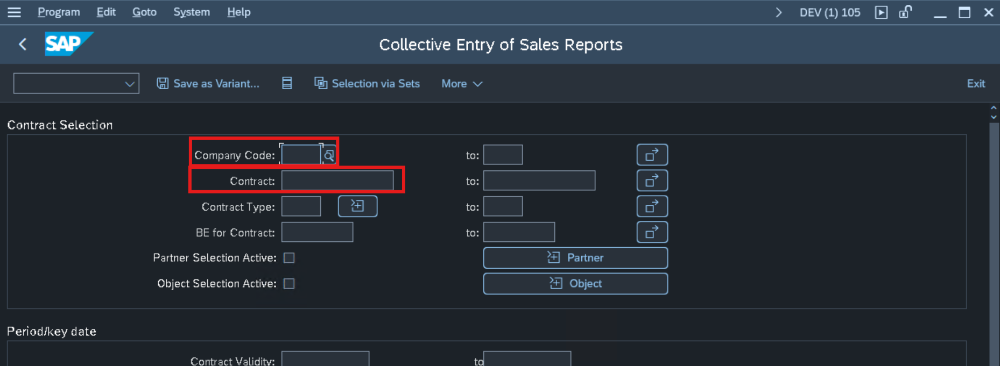 Program Edit Goto System Help DEV (1) 105
SAP Collective Entry of Sales Reports
Save as Variant... Selection via Sets More Exit
Contract Selection
Company Code: to:
Contract: to:
Contract Type: to:
BE for Contract: to:
Partner Selection Active: Partner
Object Selection Active: Object
Period/key date
Contract Validity: to